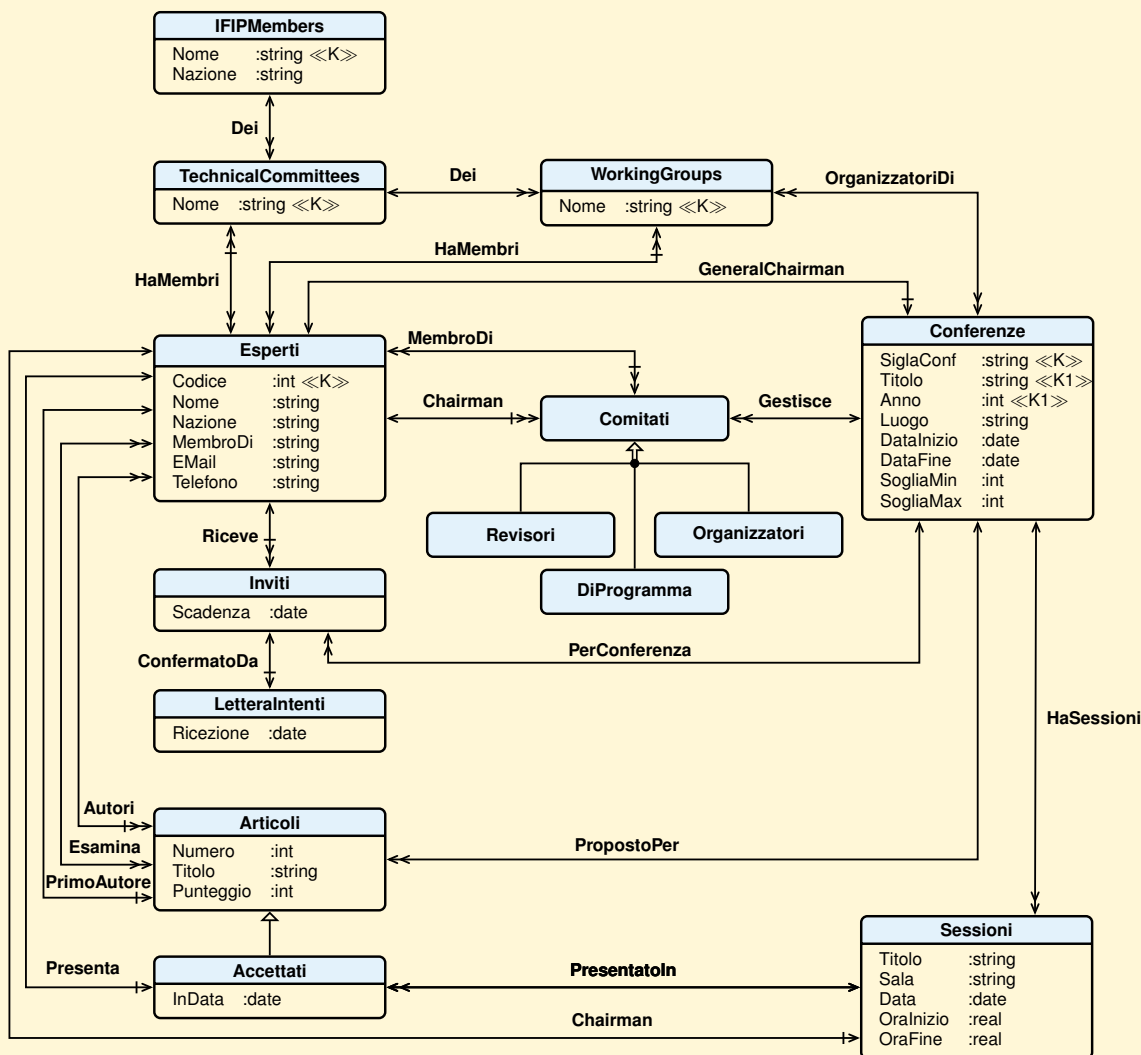 IFIPMembers
Nome :string ≪K≫
Nazione :string
Dei
TechnicalCommittees
Nome :string ≪K≫
Dei
WorkingGroups
Nome :string ≪K≫
OrganizzatoriDi
HaMembri
HaMembri
GeneralChairman
Esperti
Codice :int ≪K≫
Nome :string
Nazione :string
MembroDi :string
EMail :string
Telefono :string
MembroDi
Chairman
Comitati
Gestisce
Conferenze
SiglaConf :string ≪K≫
Titolo :string ≪K1≫
Anno :int ≪K1≫
Luogo :string
DataInizio :date
DataFine :date
SogliaMin :int
SogliaMax :int
Revisori
Organizzatori
DiProgramma
Riceve
Inviti
Scadenza :date
PerConferenza
ConfermatoDa
LetteraIntenti
Ricezione :date
HaSessioni
Autori
Esamina
PrimoAutore
Articoli
Numero :int
Titolo :string
Punteggio :int
PropostoPer
Presenta
Accettati
InData :date
PresentatoIn
Chairman
Sessioni
Titolo :string
Sala :string
Data :date
OraInizio :real
OraFine :real